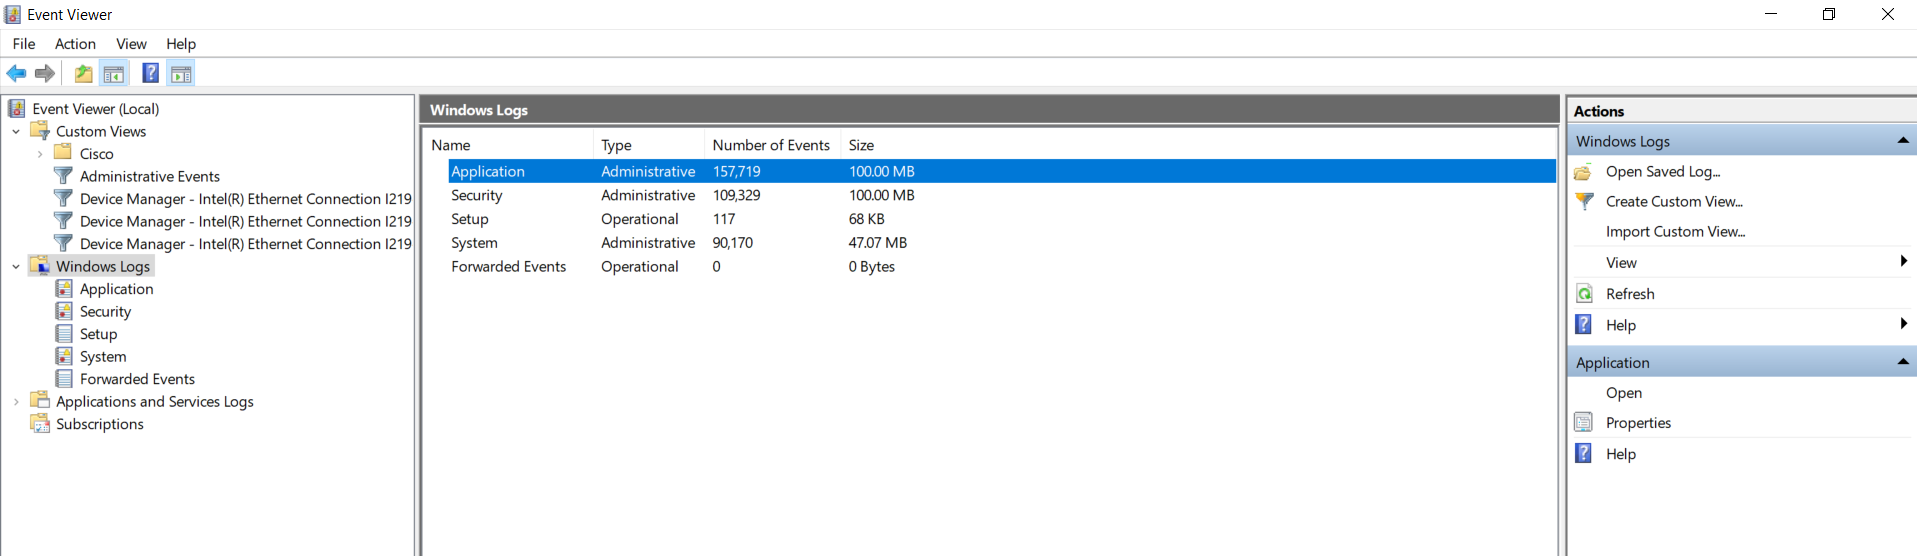 Event Viewer
File Action View Help
Event Viewer (Local)
Custom Views
Cisco
Administrative Events
Device Manager - Intel(R) Ethernet Connection I219
Device Manager - Intel(R) Ethernet Connection I219
Device Manager - Intel(R) Ethernet Connection I219
Windows Logs
Application
Security
Setup
System
Forwarded Events
Applications and Services Logs
Subscriptions
Windows Logs
Name Type Number of Events Size
Application Administrative 157,719 100.00 MB
Security Administrative 109,329 100.00 MB
Setup Operational 117 68 KB
System Administrative 90,170 47.07 MB
Forwarded Events Operational 0 0 Bytes
Actions
Windows Logs
Open Saved Log...
Create Custom View...
Import Custom View...
View
Refresh
Help
Application
Open
Properties
Help